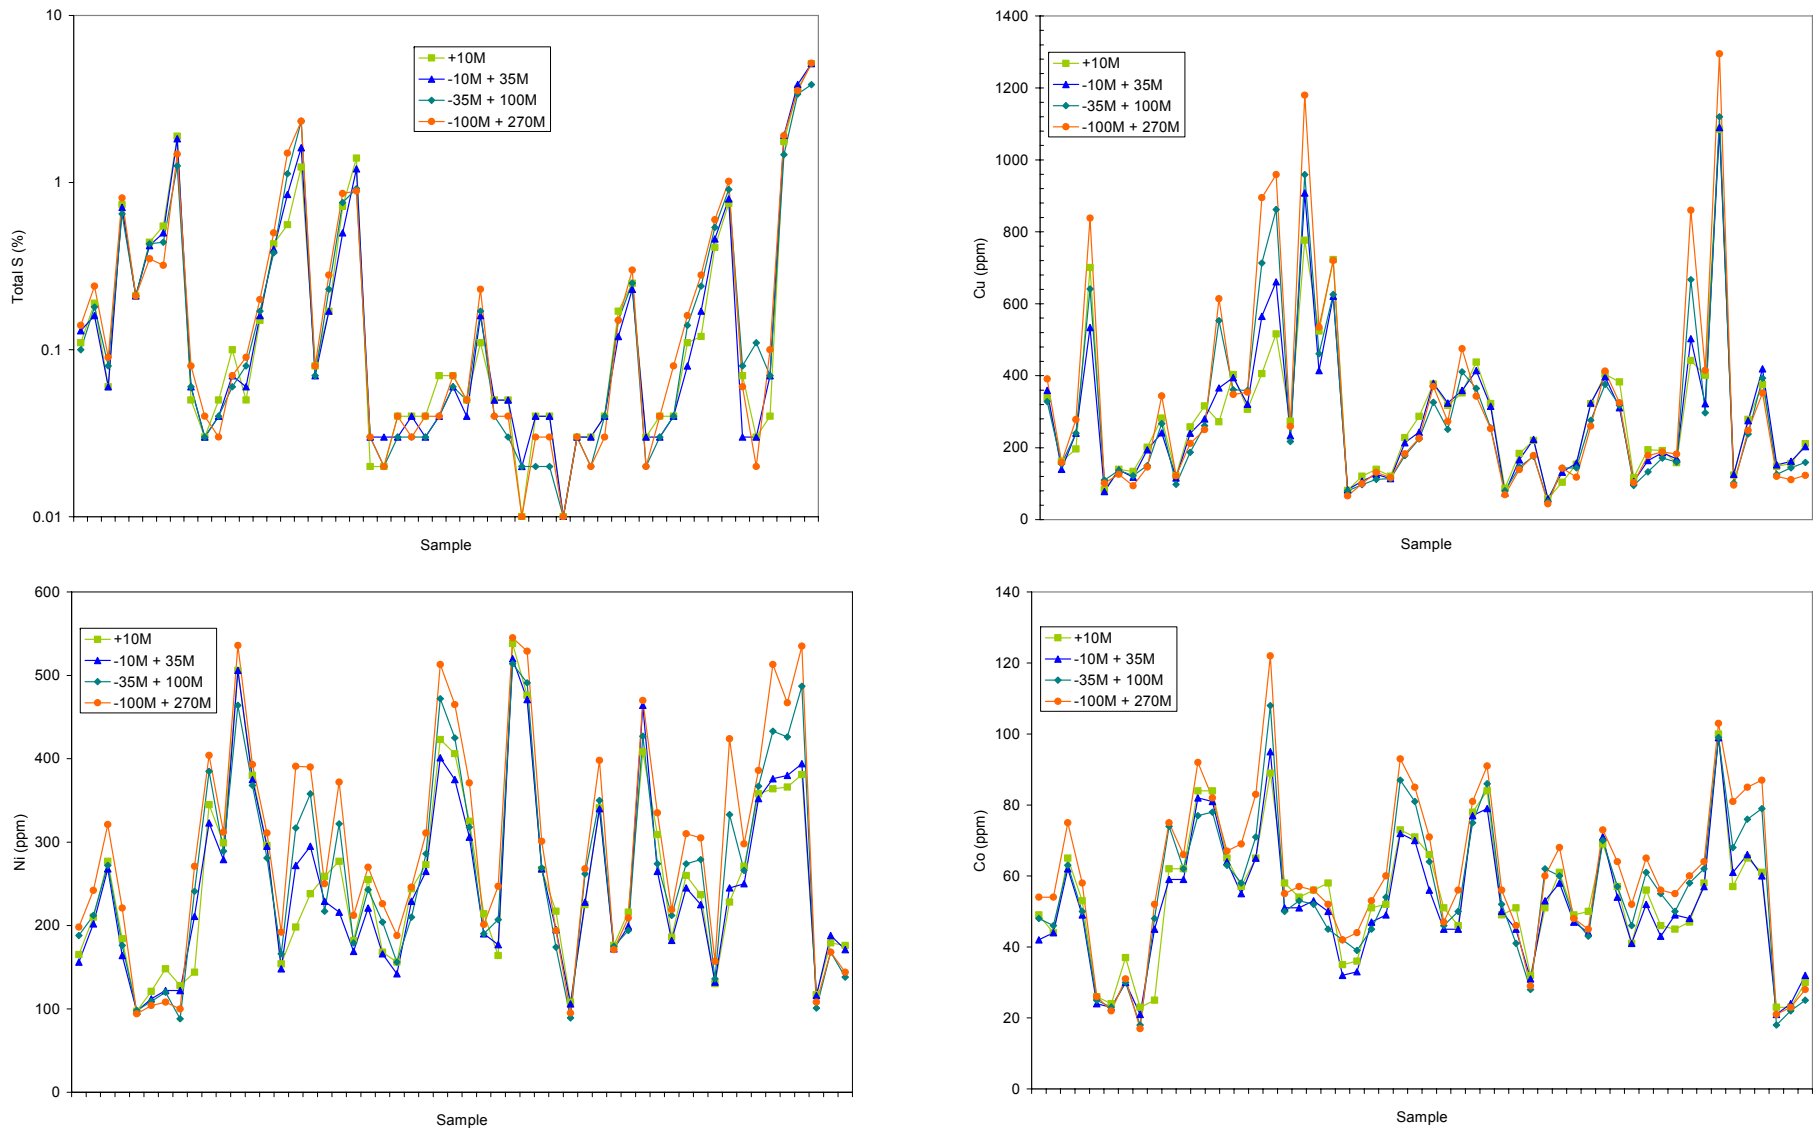 10
1
0.1
0.01
Total S (%)
Sample
+10M
-10M + 35M
-35M + 100M
-100M + 270M
1400
1200
1000
800
600
400
200
0
Cu (ppm)
Sample
+10M
-10M + 35M
-35M + 100M
-100M + 270M
600
500
400
300
200
100
0
Ni (ppm)
Sample
+10M
-10M + 35M
-35M + 100M
-100M + 270M
140
120
100
80
60
40
20
0
Co (ppm)
Sample
+10M
-10M + 35M
-35M + 100M
-100M + 270M